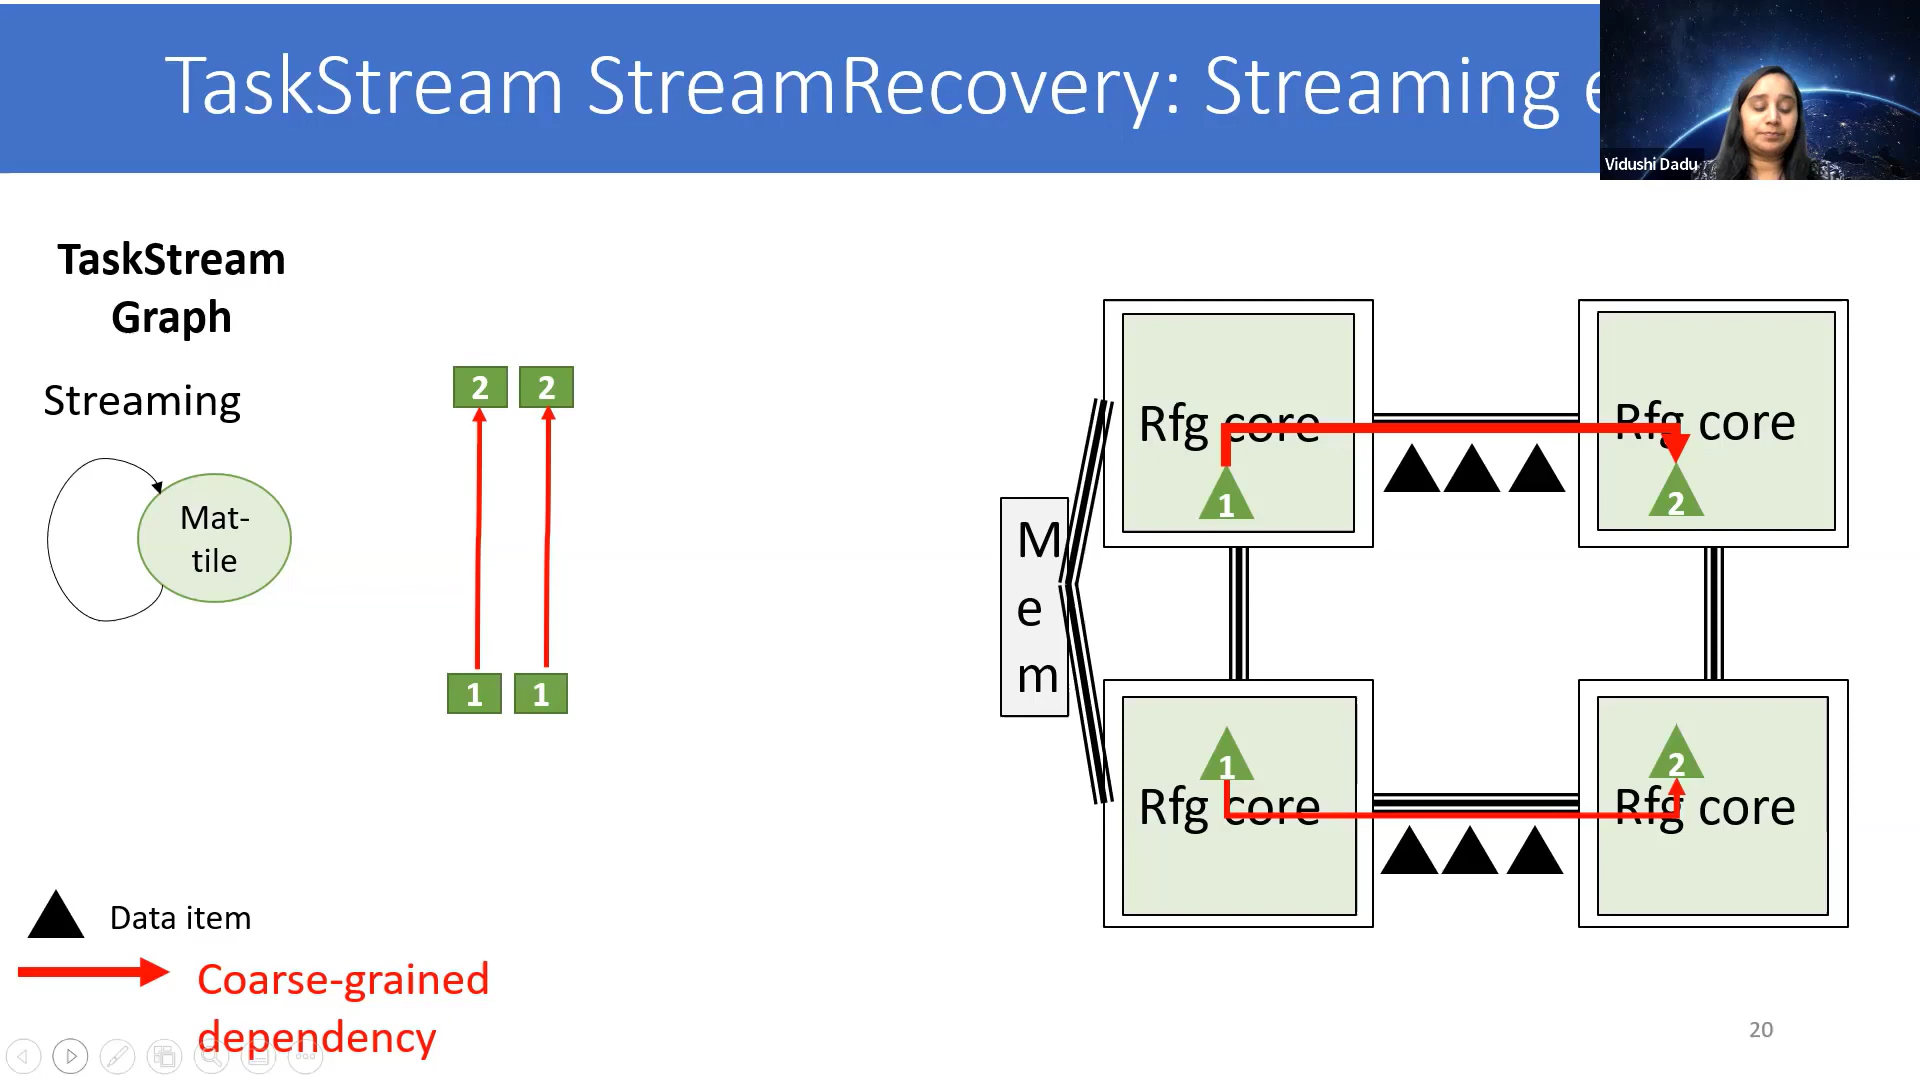 TaskStream StreamRecovery: Streaming e
Vidushi Dadu
TaskStream
Graph
Streaming
Mat-
tile
2 2
1 1
Rfg core
1
Rfg core
2
M
e
m
1
Rfg core
2
Rfg core
Data item
Coarse-grained
dependency
20